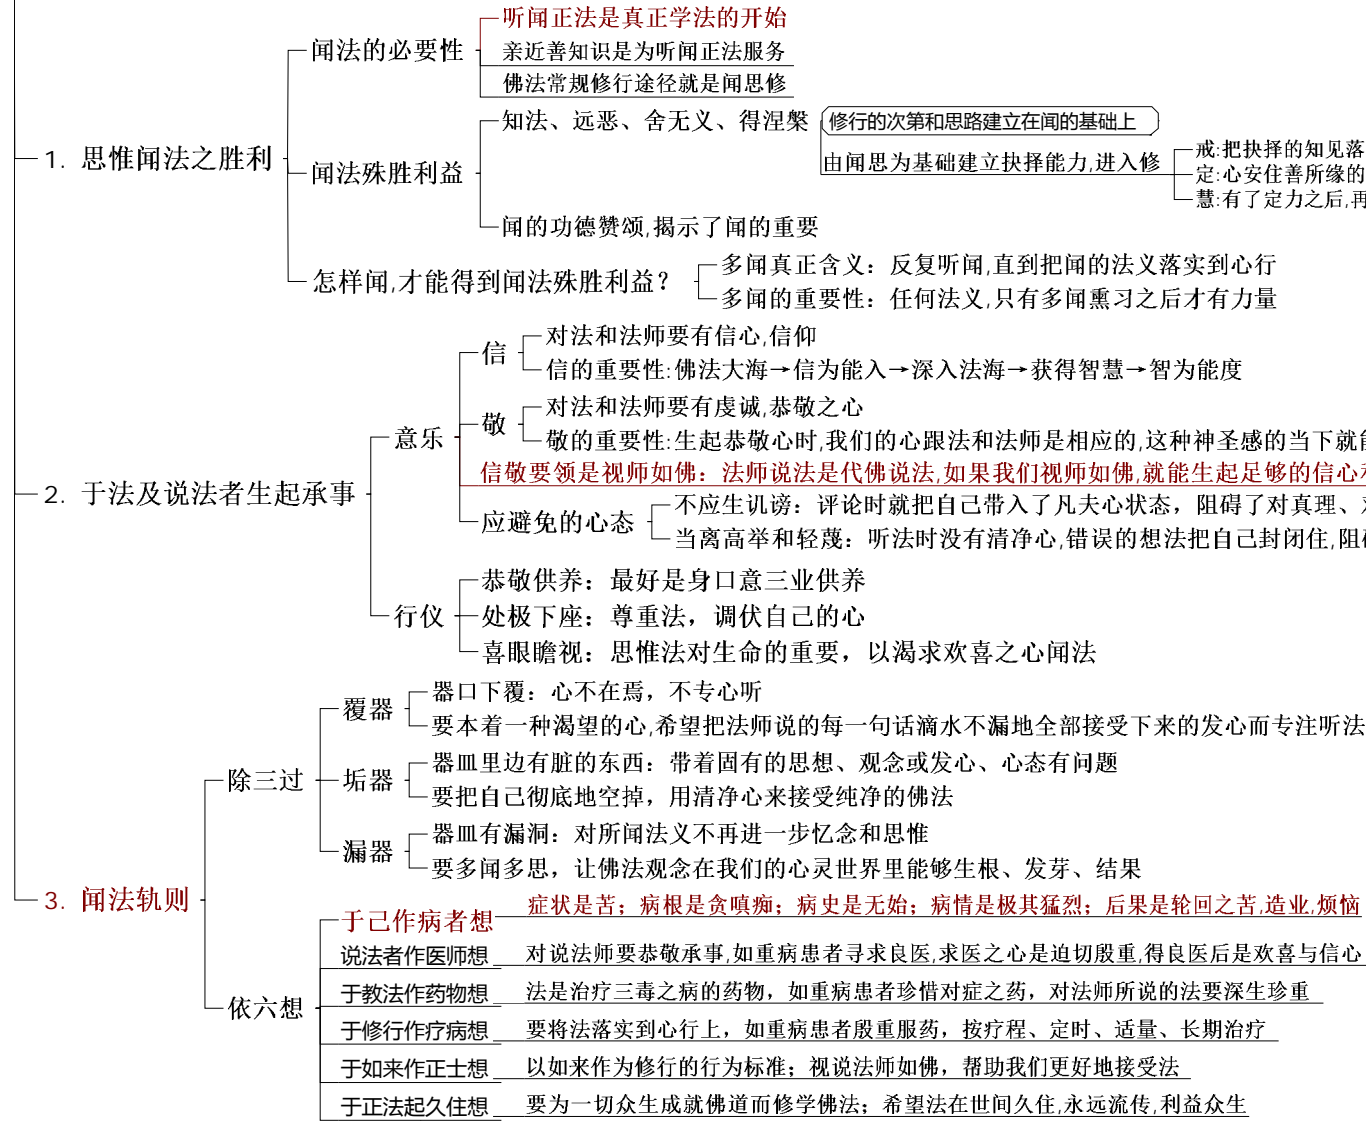 1. 思惟闻法之胜利
闻法的必要性
听闻正法是真正学法的开始
亲近善知识是为听闻正法服务
佛法常规修行途径就是闻思修
闻法殊胜利益
知法、远恶、舍无义、得涅槃
修行的次第和思路建立在闻的基础上
由闻思为基础建立抉择能力,进入修
戒:把抉择的知见落
定:心安住善所缘的
慧:有了定力之后,再
闻的功德赞颂,揭示了闻的重要
怎样闻,才能得到闻法殊胜利益？
多闻真正含义：反复听闻,直到把闻的法义落实到心行
多闻的重要性：任何法义,只有多闻熏习之后才有力量
2. 于法及说法者生起承事
意乐
信
对法和法师要有信心,信仰
信的重要性:佛法大海→信为能入→深入法海→获得智慧→智为能度
敬
对法和法师要有虔诚,恭敬之心
敬的重要性:生起恭敬心时,我们的心跟法和法师是相应的,这种神圣感的当下就能
信敬要领是视师如佛：法师说法是代佛说法,如果我们视师如佛,就能生起足够的信心和
应避免的心态
不应生讥谤：评论时就把自己带入了凡夫心状态，阻碍了对真理、对
当离高举和轻蔑：听法时没有清净心,错误的想法把自己封闭住,阻碍
行仪
恭敬供养：最好是身口意三业供养
处极下座：尊重法，调伏自己的心
喜眼瞻视：思惟法对生命的重要，以渴求欢喜之心闻法
3. 闻法轨则
除三过
覆器
器口下覆：心不在焉，不专心听
要本着一种渴望的心,希望把法师说的每一句话滴水不漏地全部接受下来的发心而专注听法
垢器
器皿里边有脏的东西：带着固有的思想、观念或发心、心态有问题
要把自己彻底地空掉，用清净心来接受纯净的佛法
漏器
器皿有漏洞：对所闻法义不再进一步忆念和思惟
要多闻多思，让佛法观念在我们的心灵世界里能够生根、发芽、结果
依六想
于己作病者想
症状是苦；病根是贪嗔痴；病史是无始；病情是极其猛烈；后果是轮回之苦,造业,烦恼
说法者作医师想
对说法师要恭敬承事,如重病患者寻求良医,求医之心是迫切殷重,得良医后是欢喜与信心
于教法作药物想
法是治疗三毒之病的药物，如重病患者珍惜对症之药，对法师所说的法要深生珍重
于修行作疗病想
要将法落实到心行上，如重病患者殷重服药，按疗程、定时、适量、长期治疗
于如来作正士想
以如来作为修行的行为标准；视说法师如佛，帮助我们更好地接受法
于正法起久住想
要为一切众生成就佛道而修学佛法；希望法在世间久住,永远流传,利益众生